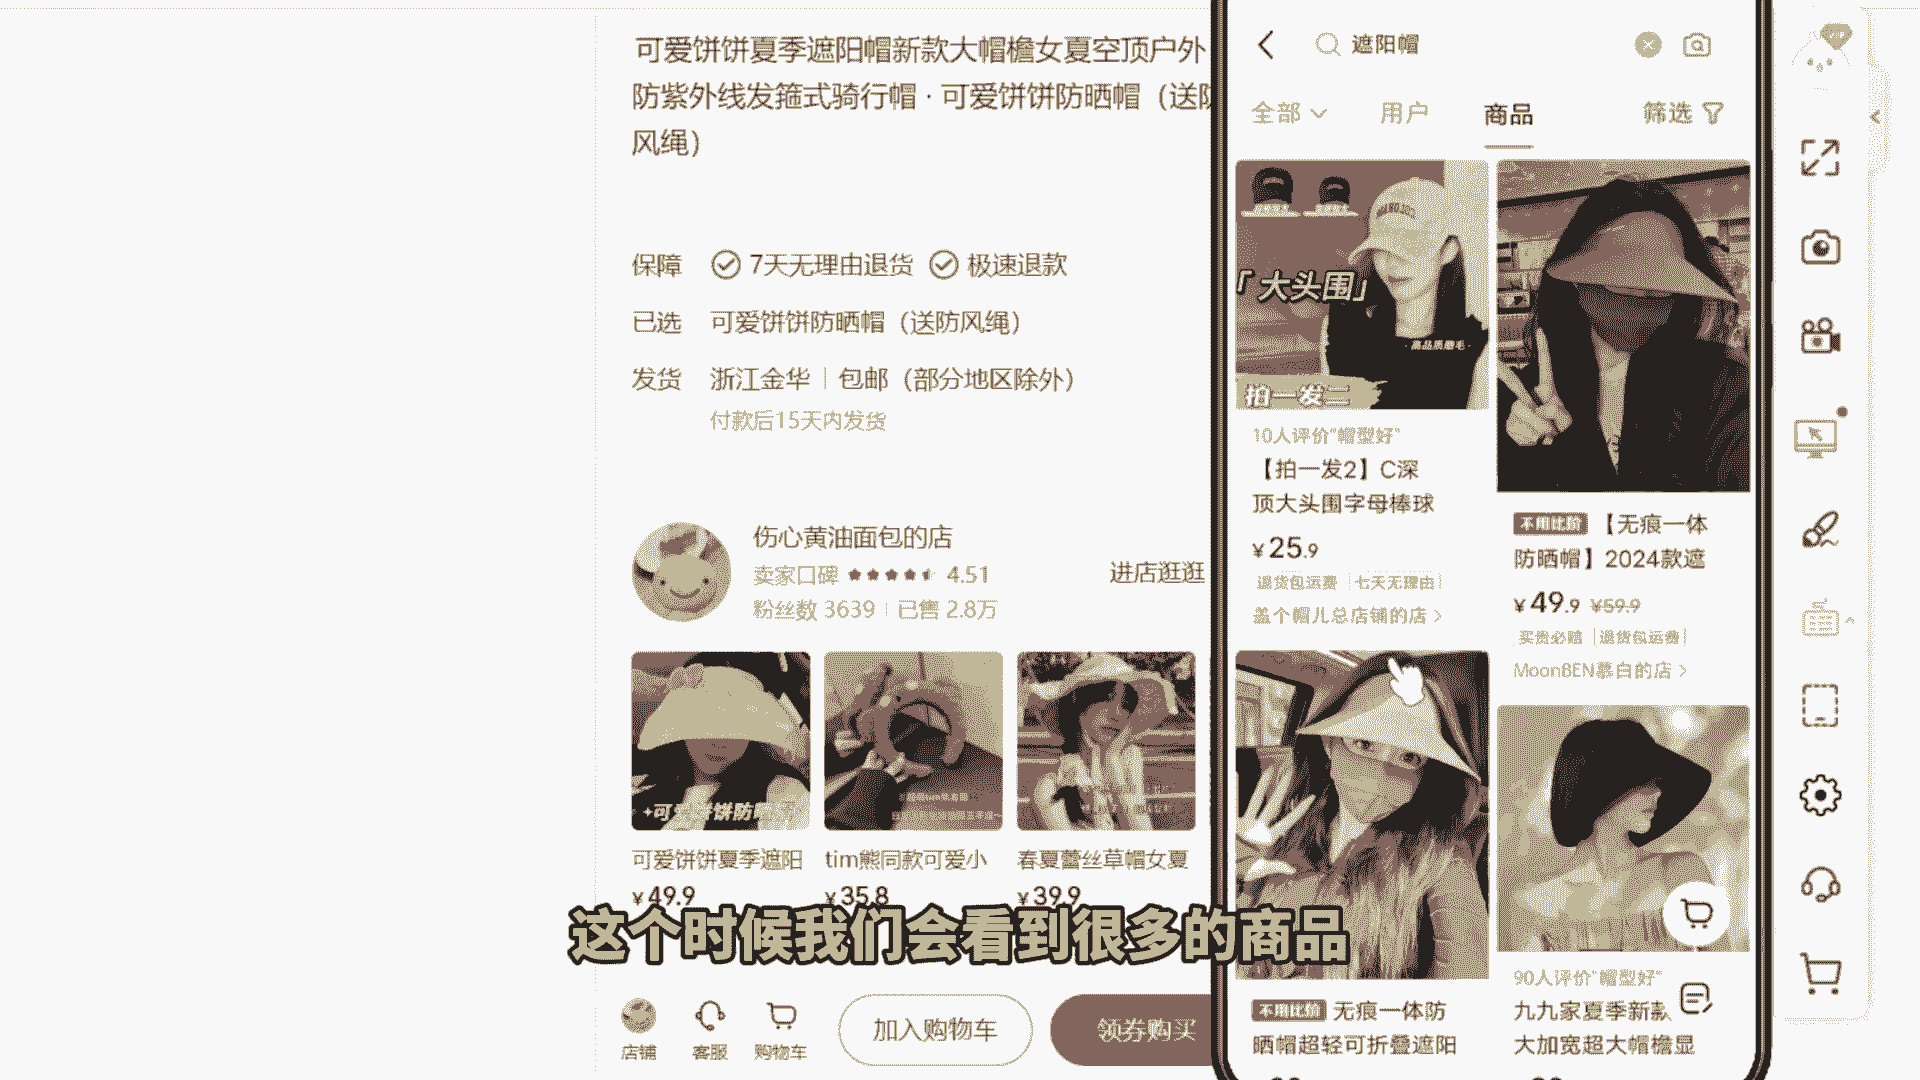 可爱饼饼夏季遮阳帽新款大帽檐女夏空顶户外
防紫外线发箍式骑行帽 · 可爱饼饼防晒帽（送防
风绳）
保障 7天无理由退货 极速退款
已选 可爱饼饼防晒帽（送防风绳）
发货 浙江金华 | 包邮（部分地区除外）
付款后15天内发货
伤心黄油面包的店
卖家口碑 4.51
粉丝数 3639 | 已售 2.8万
进店逛逛
可爱饼饼夏季遮阳
¥49.9
tim熊同款可爱小
¥35.8
春夏蕾丝草帽女夏
¥39.9
店铺
客服
购物车
加入购物车
领券购买
遮阳帽
全部
用户
商品
筛选
「大头围」
·高品质磨毛·
拍一发二
10人评价"帽型好"
【拍一发2】C深
顶大头围字母棒球
¥25.9
退货包运费 | 七天无理由
盖个帽儿总店铺的店 >
不用比价 【无痕一体
防晒帽】2024款遮
¥49.9 ¥59.9
买贵必赔 | 退货包运费
MoonBEN慕白的店 >
不用比价 无痕一体防
晒帽超轻可折叠遮阳
90人评价"帽型好"
九九家夏季新款
大加宽超大帽檐显
这个时候我们会看到很多的商品